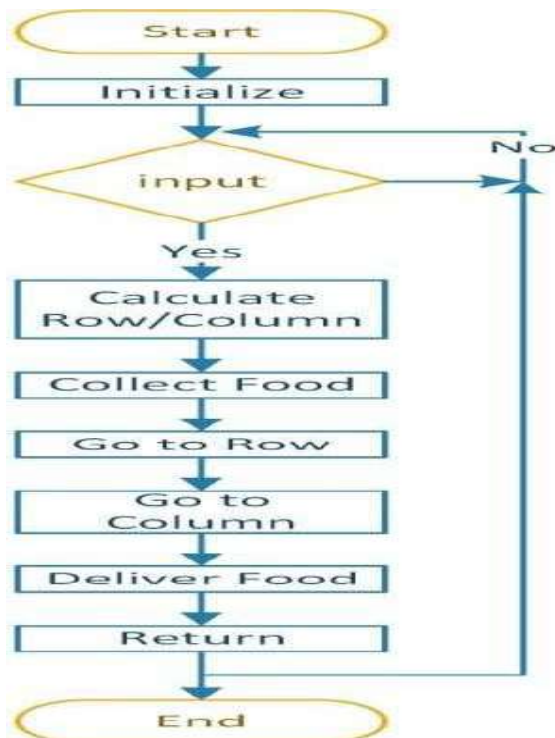 Start
Initialize
No
input
Yes
Calculate
Row/Column
Collect Food
Go to Row
Go to
Column
Deliver Food
Return
End